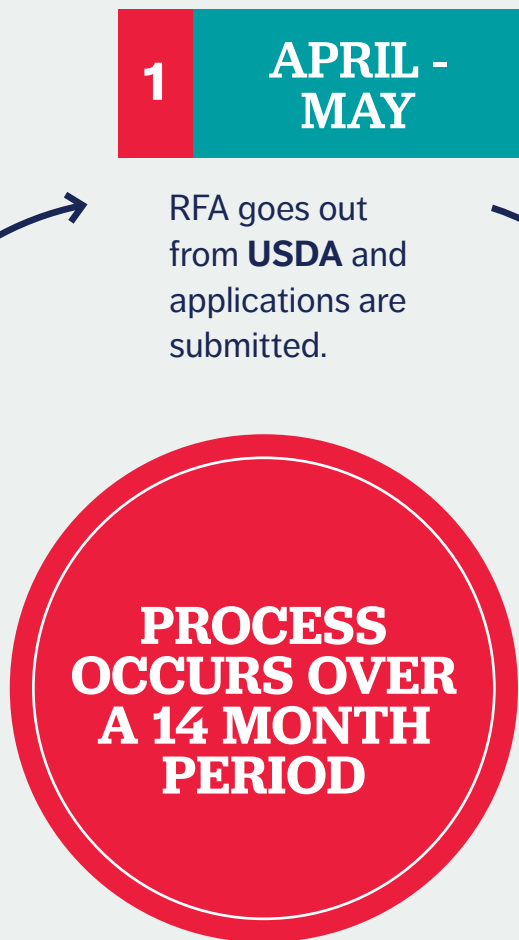 1
APRIL -
MAY
RFA goes out
from USDA and
applications are
submitted.
PROCESS
OCCURS OVER
A 14 MONTH
PERIOD